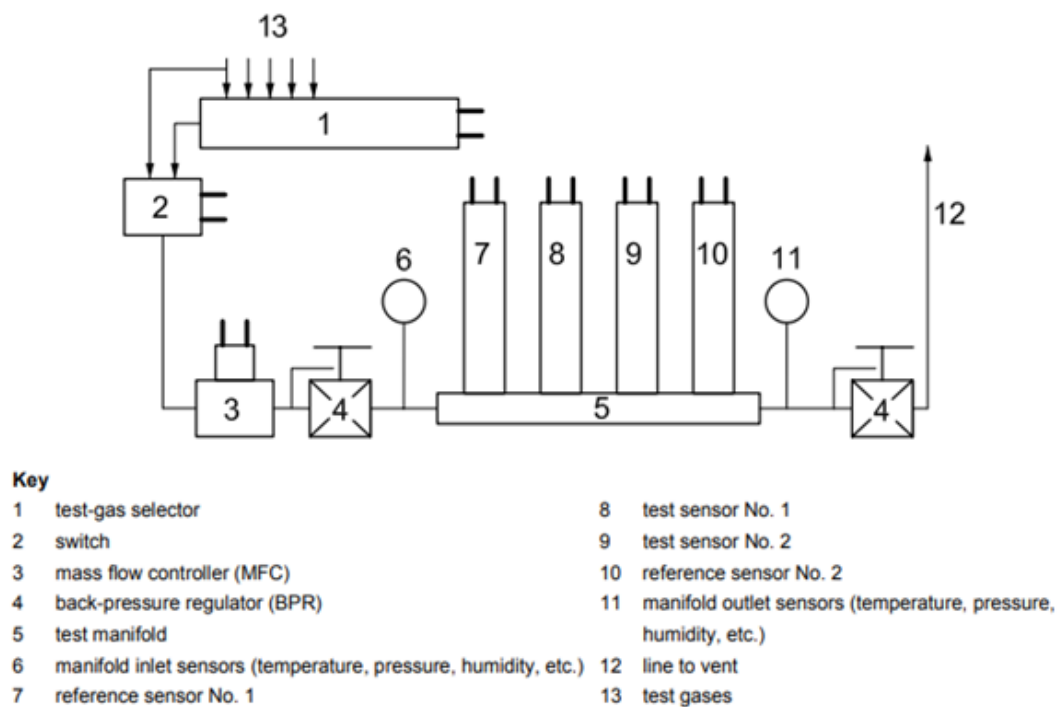 13
1
2
12
7
8
9
10
6
11
3
4
5
4
Key
1 test-gas selector
2 switch
3 mass flow controller (MFC)
4 back-pressure regulator (BPR)
5 test manifold
6 manifold inlet sensors (temperature, pressure, humidity, etc.)
7 reference sensor No. 1
8 test sensor No. 1
9 test sensor No. 2
10 reference sensor No. 2
11 manifold outlet sensors (temperature, pressure,
humidity, etc.)
12 line to vent
13 test gases